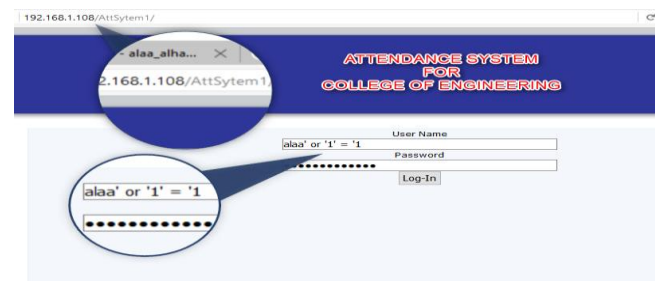 192.168.1.108/AttSytem1/
- alaa_alha...
2.168.1.108/AttSytem1/
ATTENDANCE SYSTEM
FOR
COLLEGE OF ENGINEERING
User Name
alaa' or '1' = '1
Password
Log-In
alaa' or '1' = '1